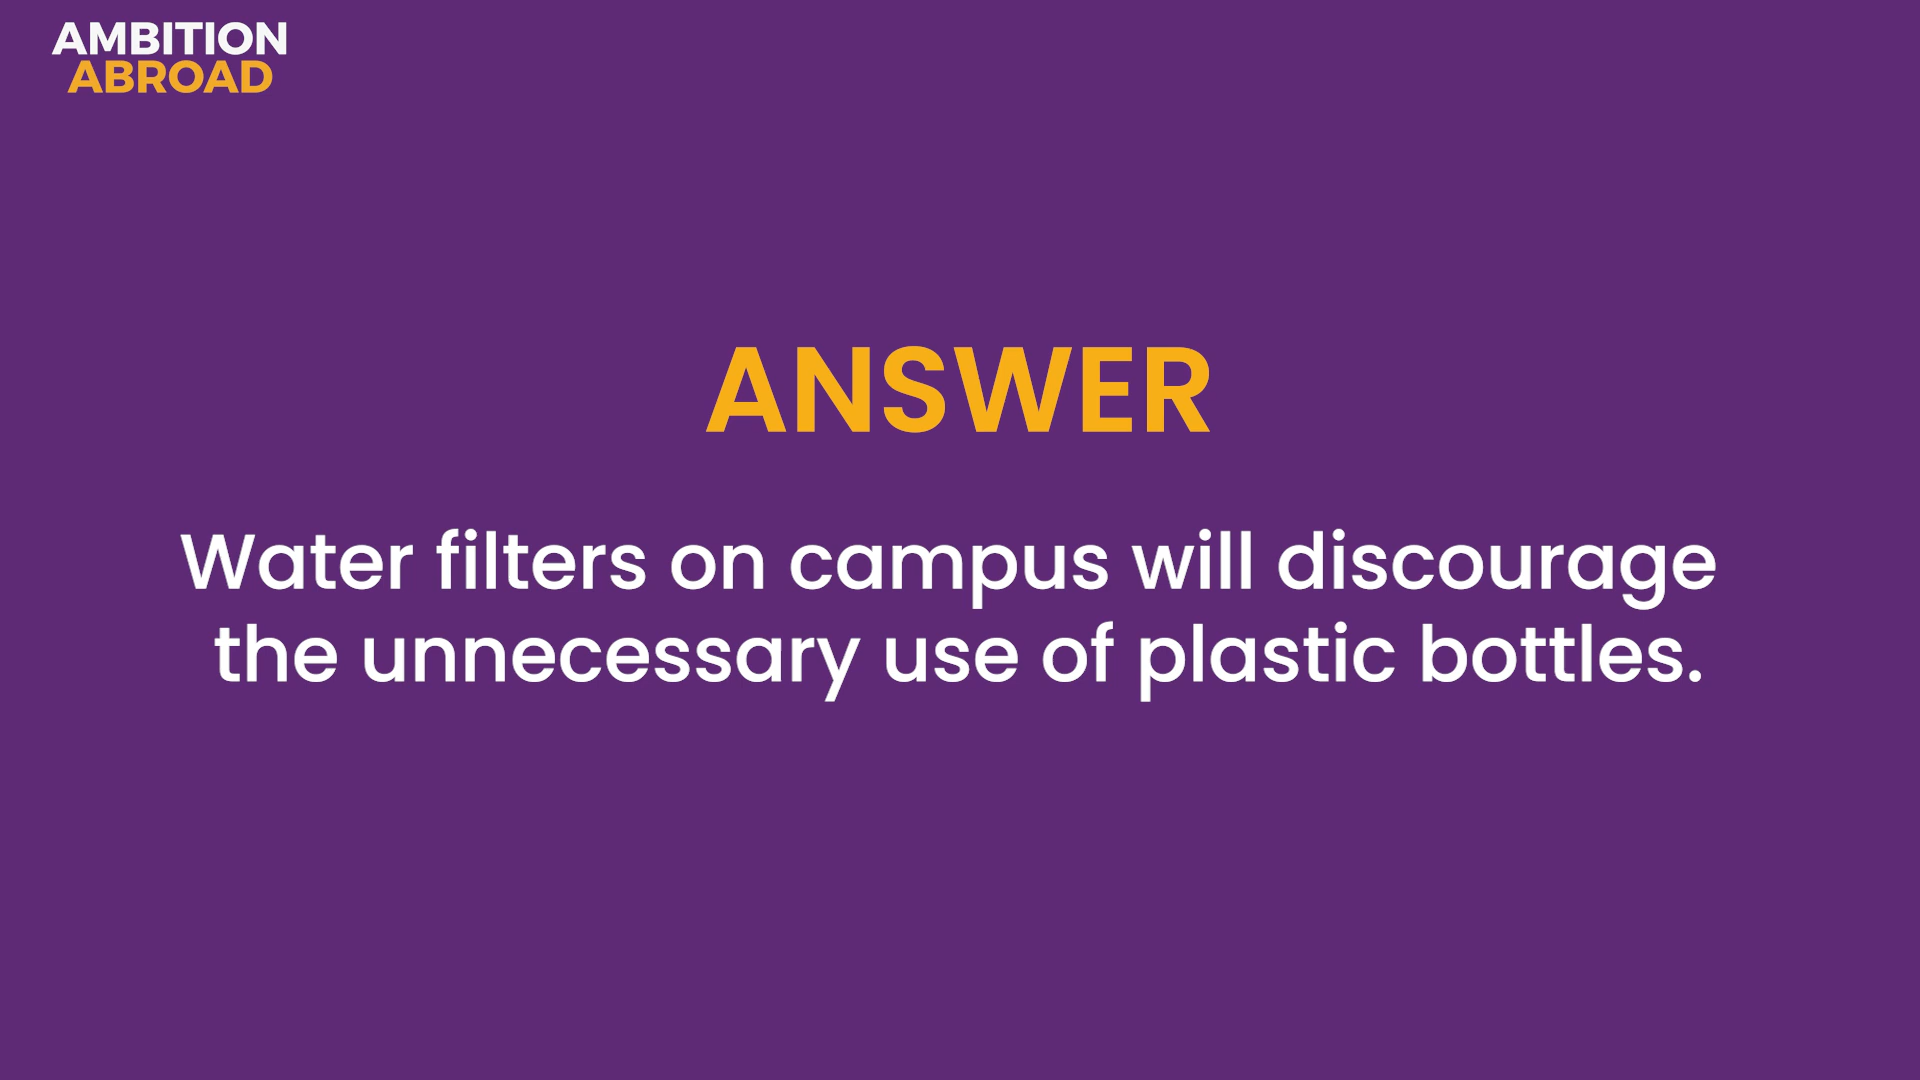 AMBITION
ABROAD
ANSWER
Water filters on campus will discourage
the unnecessary use of plastic bottles.